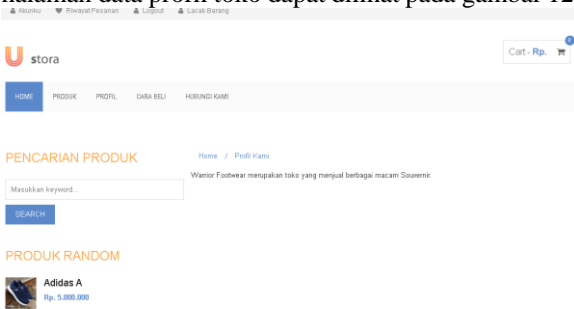 halaman data profil toko dapat dilihat pada gambar 12
Akunku Riwayat Pesanan Logout Lacak Barang
U stora
Cart - Rp. 0
HOME PRODUK PROFIL CARA BELI HUBUNGI KAMI
PENCARIAN PRODUK
Masukkan keyword...
SEARCH
Home / Profil Kami
Warrior Footwear merupakan toko yang menjual berbagai macam Souvernir.
PRODUK RANDOM
Adidas A
Rp. 5.000.000